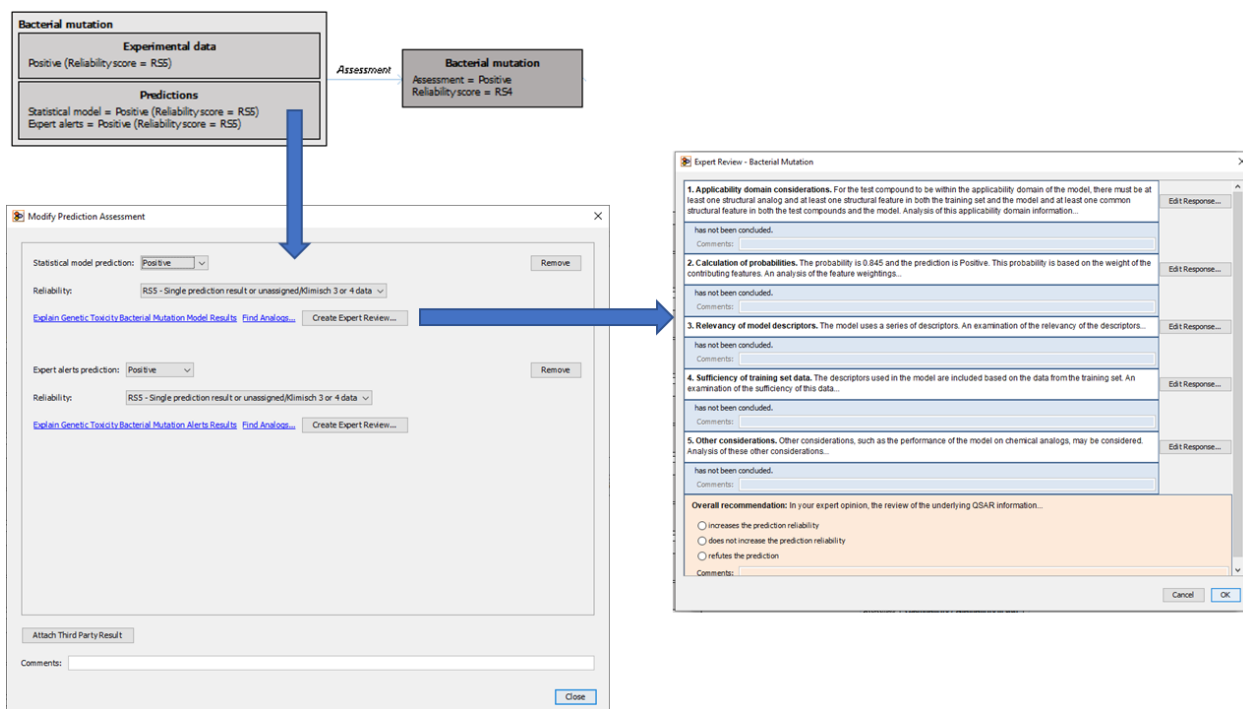 Bacterial mutation
Experimental data
Positive (Reliability score = RS5)
Predictions
Statistical model = Positive (Reliability score = RS5)
Expert alerts = Positive (Reliability score = RS5)
Assessment
Bacterial mutation
Assessment = Positive
Reliability score = RS4
Modify Prediction Assessment
Statistical model prediction: Positive
Remove
Reliability: RS5 - Single prediction result or unassigned/Klimisch 3 or 4 data
Explain Genetic Toxicity Bacterial Mutation Model Results Find Analogs... Create Expert Review...
Expert alerts prediction: Positive
Remove
Reliability: RS5 - Single prediction result or unassigned/Klimisch 3 or 4 data
Explain Genetic Toxicity Bacterial Mutation Alerts Results Find Analogs... Create Expert Review...
Attach Third Party Result
Comments:
Close
Expert Review - Bacterial Mutation
1. Applicability domain considerations. For the test compound to be within the applicability domain of the model, there must be at
least one structural analog and at least one structural feature in both the training set and the model and at least one common
structural feature in both the test compounds and the model. Analysis of this applicability domain information...
Edit Response...
has not been concluded.
Comments:
2. Calculation of probabilities. The probability is 0.845 and the prediction is Positive. This probability is based on the weight of the
contributing features. An analysis of the feature weightings...
Edit Response...
has not been concluded.
Comments:
3. Relevancy of model descriptors. The model uses a series of descriptors. An examination of the relevancy of the descriptors...
Edit Response...
has not been concluded.
Comments:
4. Sufficiency of training set data. The descriptors used in the model are included based on the data from the training set. An
examination of the sufficiency of this data...
Edit Response...
has not been concluded.
Comments:
5. Other considerations. Other considerations, such as the performance of the model on chemical analogs, may be considered.
Analysis of these other considerations...
Edit Response...
has not been concluded.
Comments:
Overall recommendation: In your expert opinion, the review of the underlying QSAR information...
increases the prediction reliability
does not increase the prediction reliability
refutes the prediction
Comments:
Cancel OK